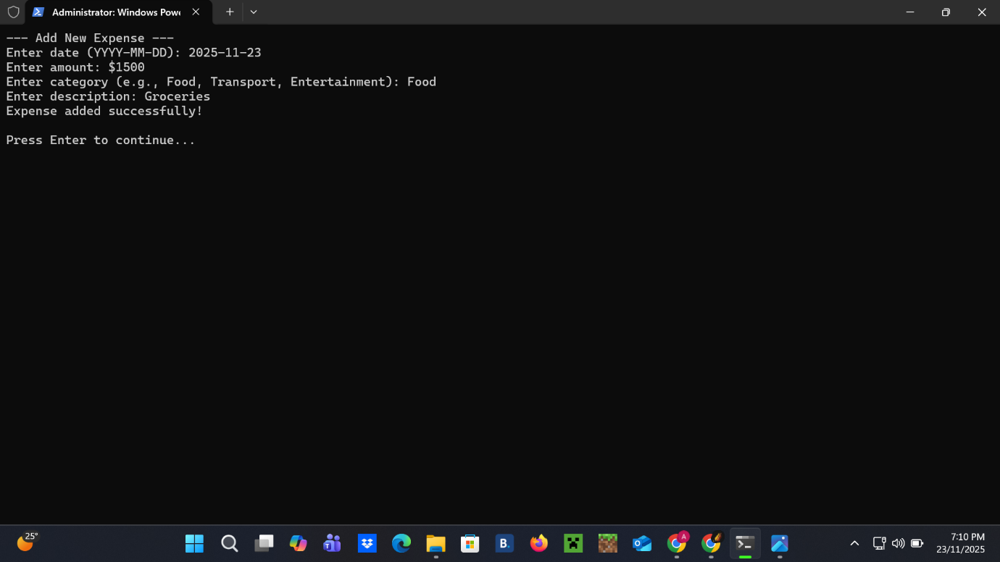 Administrator: Windows Powe
--- Add New Expense ---
Enter date (YYYY-MM-DD): 2025-11-23
Enter amount: $1500
Enter category (e.g., Food, Transport, Entertainment): Food
Enter description: Groceries
Expense added successfully!
Press Enter to continue...
25°
B.
A
7:10 PM
23/11/2025